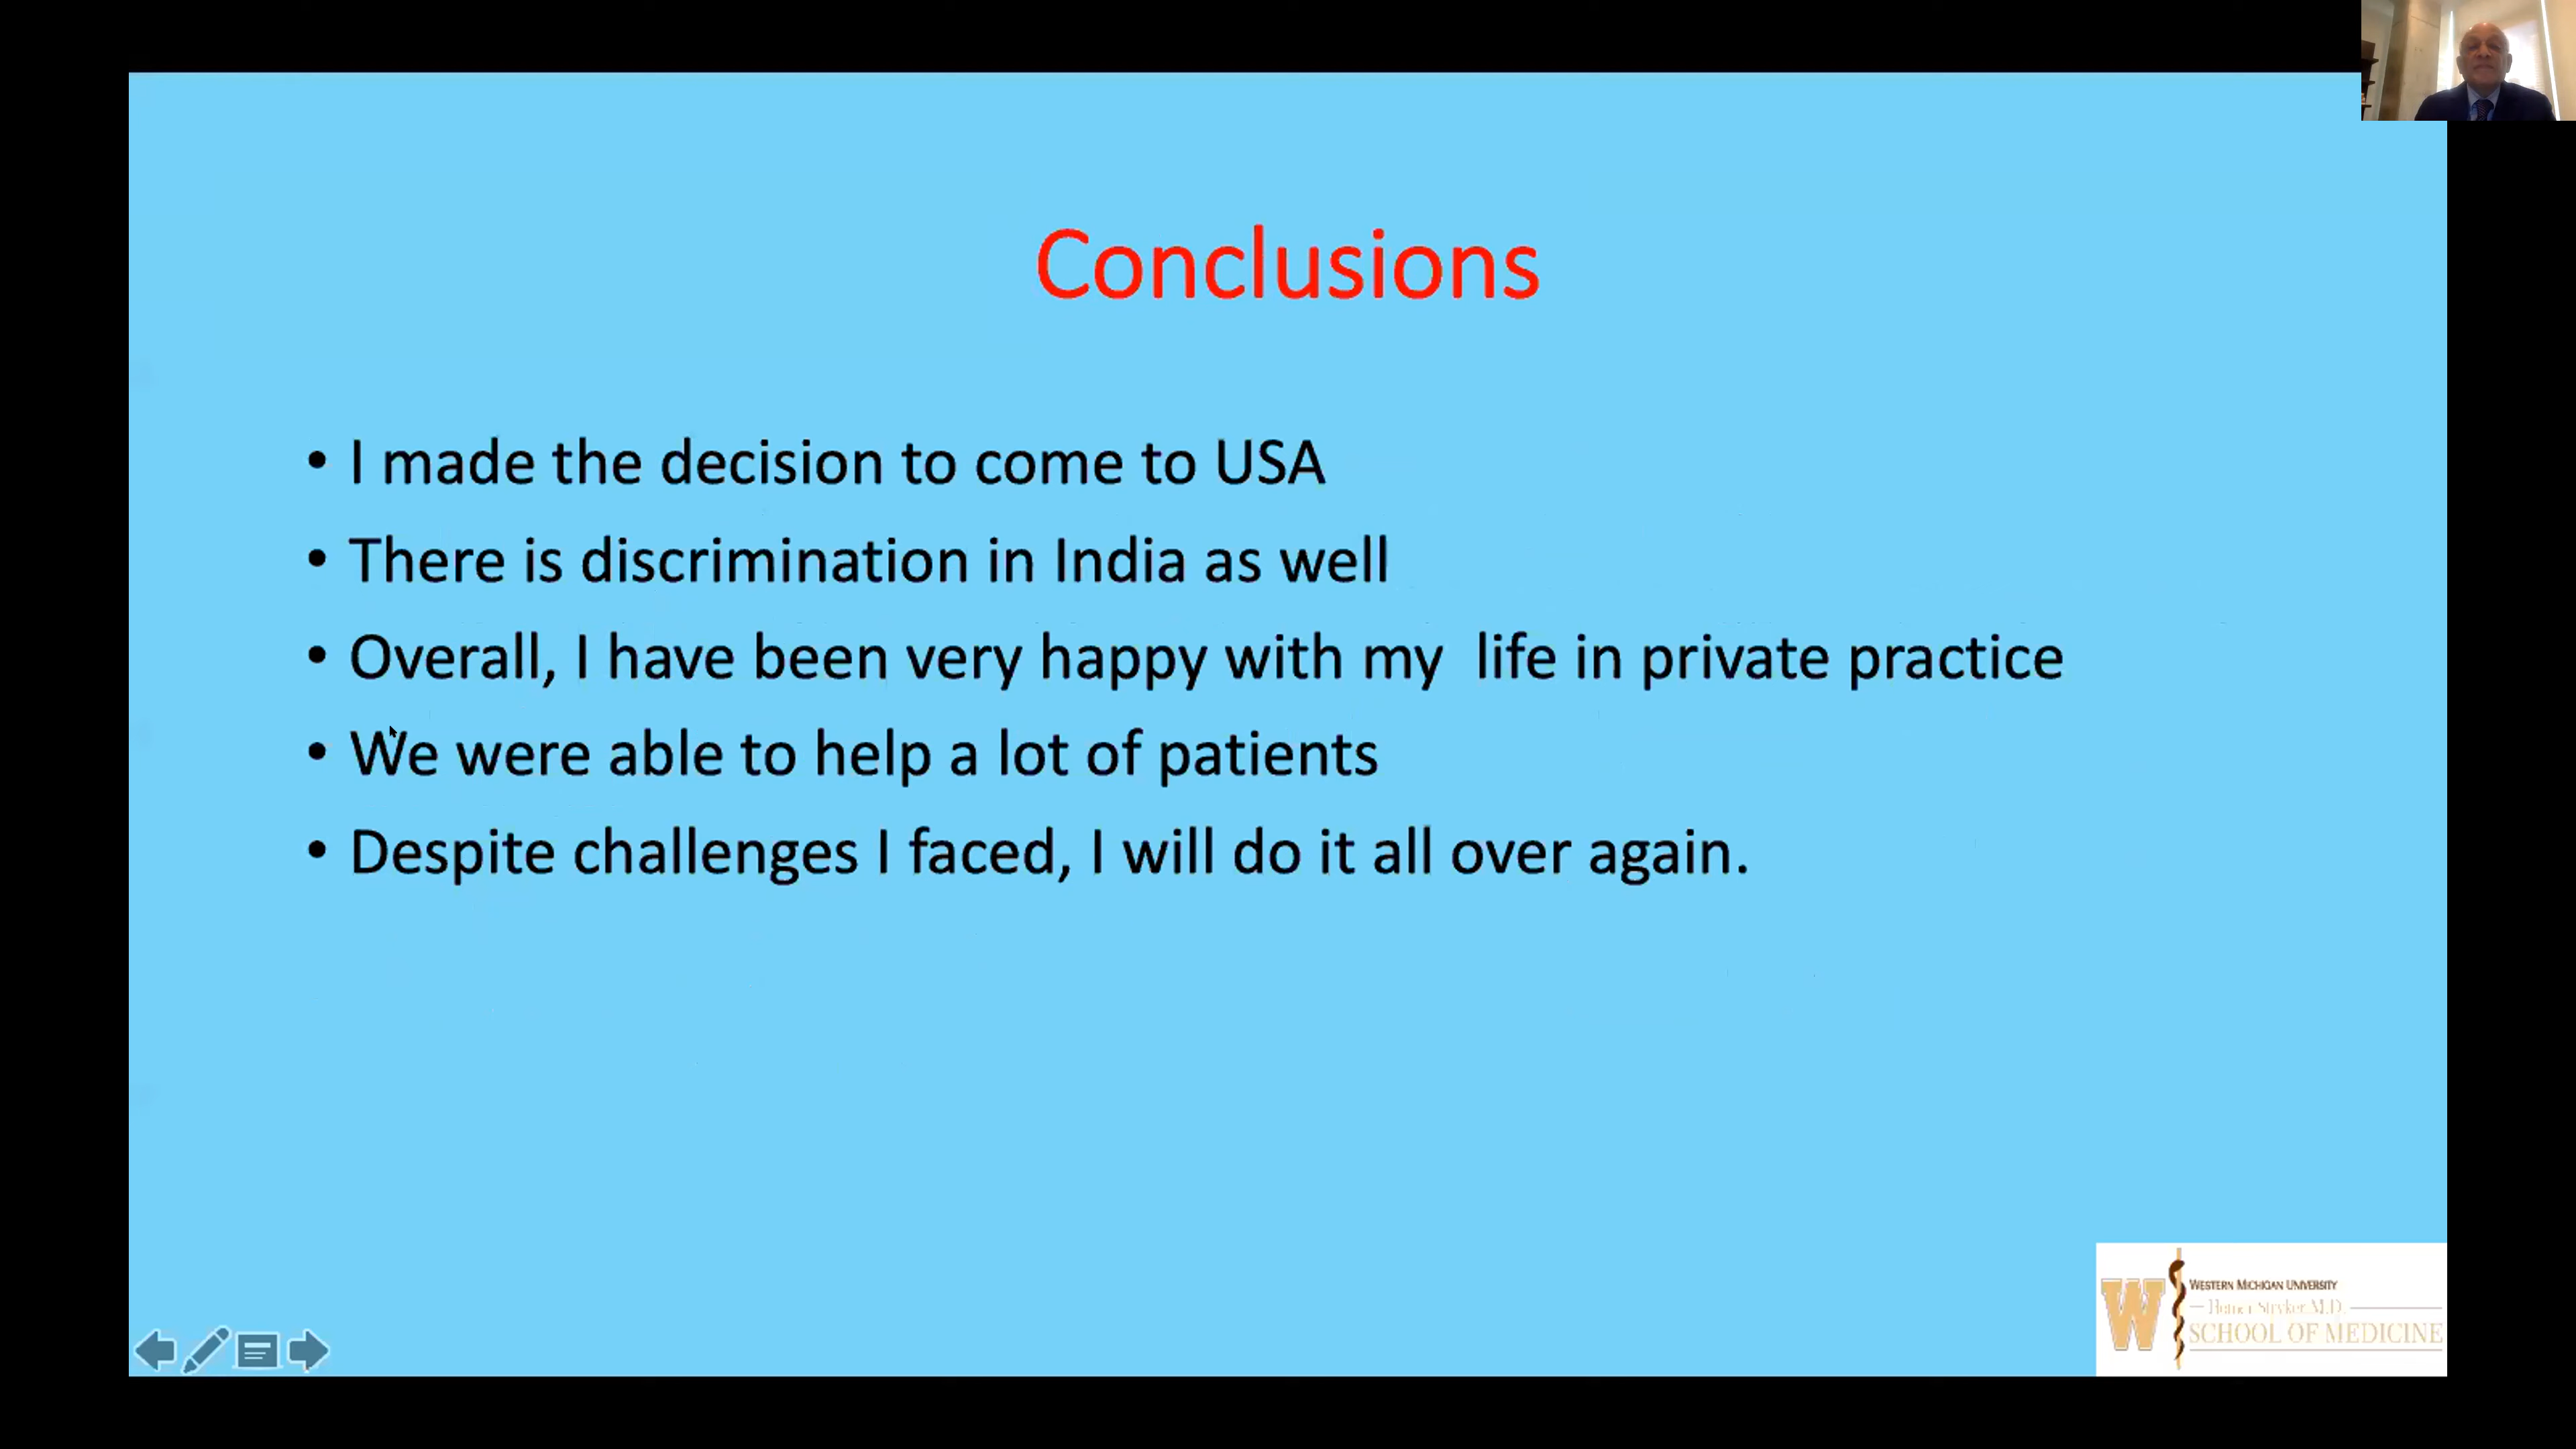 Conclusions
• I made the decision to come to USA
• There is discrimination in India as well
• Overall, I have been very happy with my  life in private practice
• We were able to help a lot of patients
• Despite challenges I faced, I will do it all over again.
W
WESTERN MICHIGAN UNIVERSITY
Homer Stryker M.D.
SCHOOL OF MEDICINE